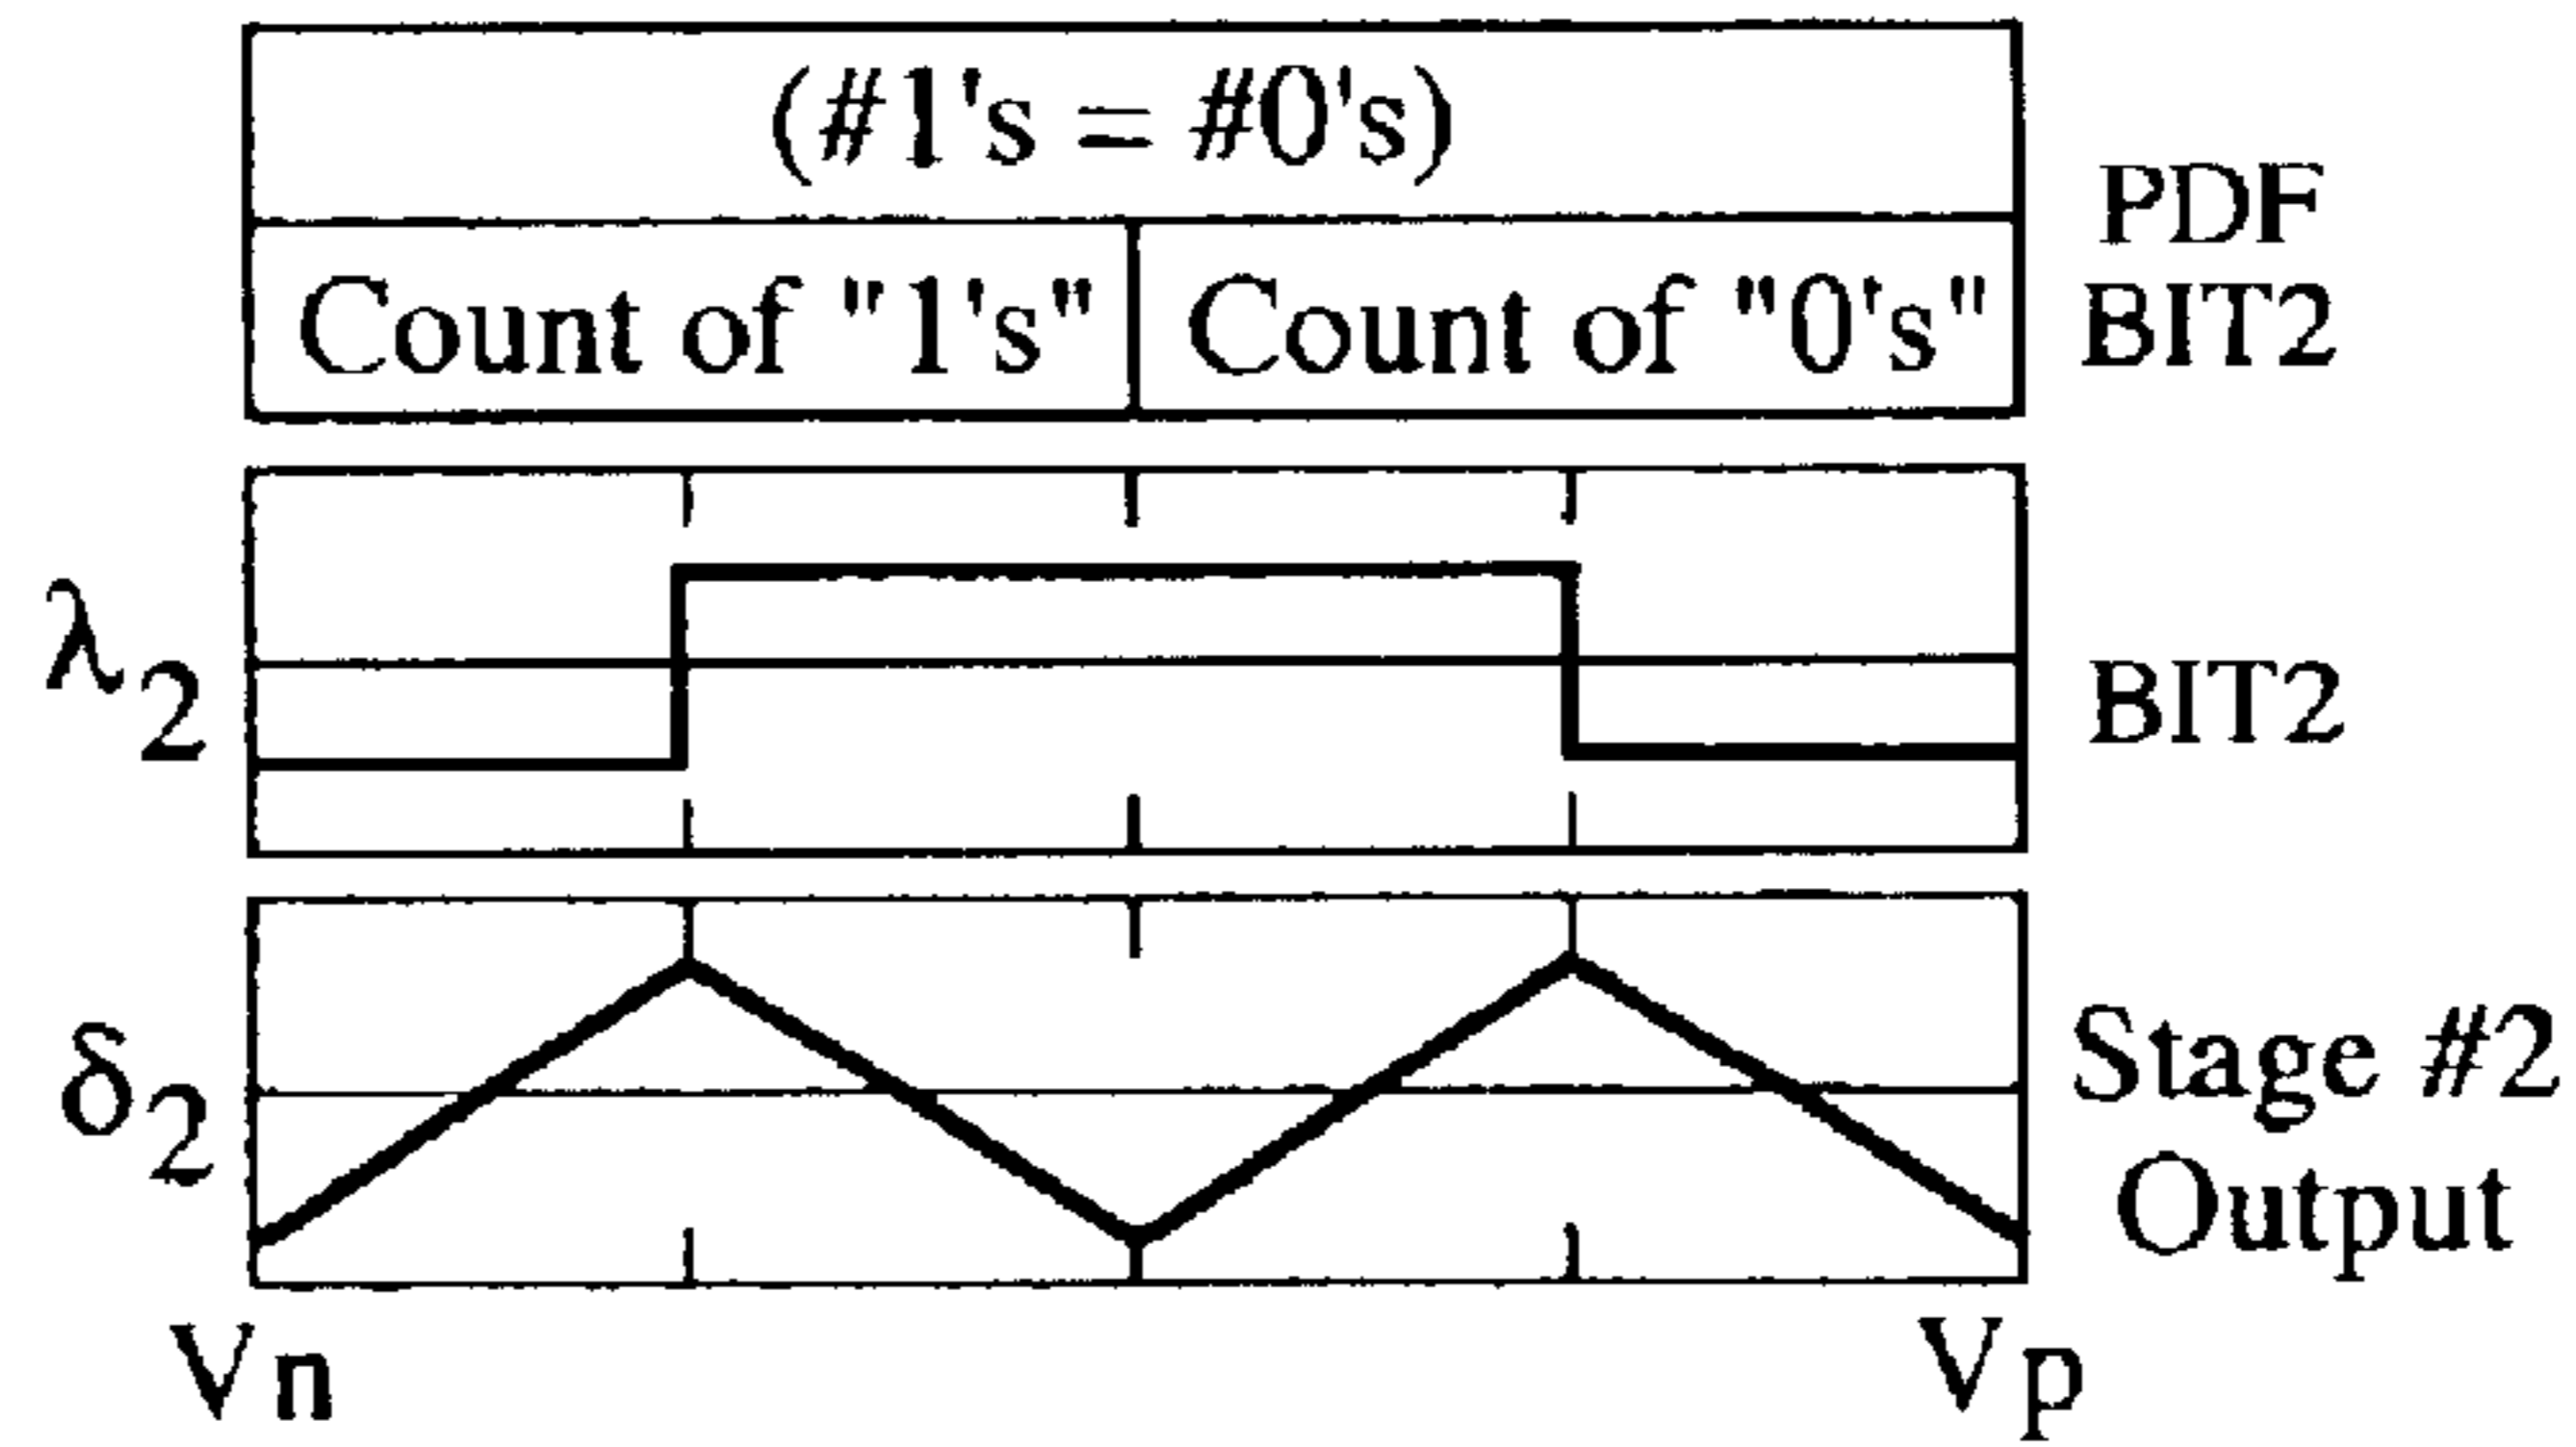 (#1's = #0's)
PDF
Count of "1's" Count of "0's" BIT2
λ2 BIT2
δ2 Stage #2
Output
Vn Vp